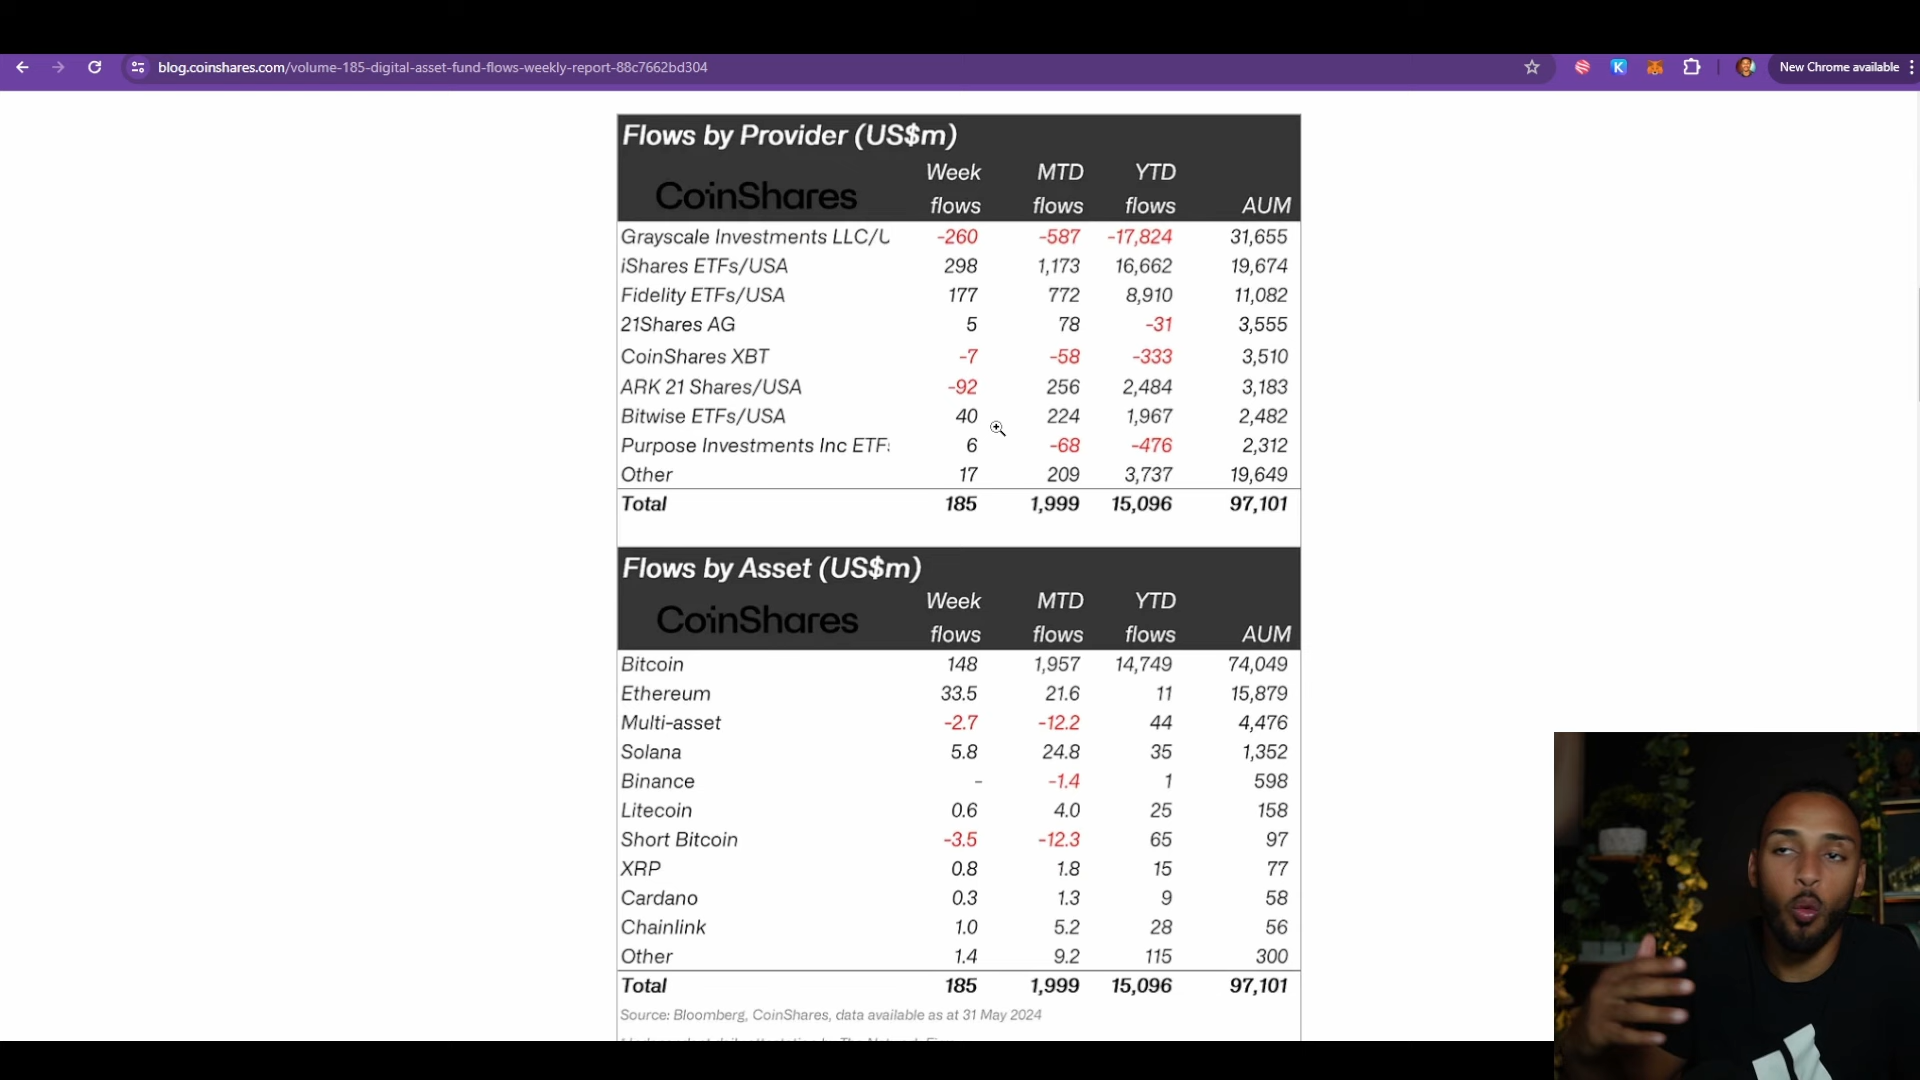 blog.coinshares.com/volume-185-digital-asset-fund-flows-weekly-report-88c7662bd304
K
New Chrome available
Flows by Provider (US$m)
CoinShares
Week flows MTD flows YTD flows AUM
Grayscale Investments LLC/U -260 -587 -17,824 31,655
iShares ETFs/USA 298 1,173 16,662 19,674
Fidelity ETFs/USA 177 772 8,910 11,082
21Shares AG 5 78 -31 3,555
CoinShares XBT -7 -58 -333 3,510
ARK 21 Shares/USA -92 256 2,484 3,183
Bitwise ETFs/USA 40 224 1,967 2,482
Purpose Investments Inc ETF 6 -68 -476 2,312
Other 17 209 3,737 19,649
Total 185 1,999 15,096 97,101
Flows by Asset (US$m)
CoinShares
Week flows MTD flows YTD flows AUM
Bitcoin 148 1,957 14,749 74,049
Ethereum 33.5 21.6 11 15,879
Multi-asset -2.7 -12.2 44 4,476
Solana 5.8 24.8 35 1,352
Binance - -1.4 1 598
Litecoin 0.6 4.0 25 158
Short Bitcoin -3.5 -12.3 65 97
XRP 0.8 1.8 15 77
Cardano 0.3 1.3 9 58
Chainlink 1.0 5.2 28 56
Other 1.4 9.2 115 300
Total 185 1,999 15,096 97,101
Source: Bloomberg, CoinShares, data available as at 31 May 2024